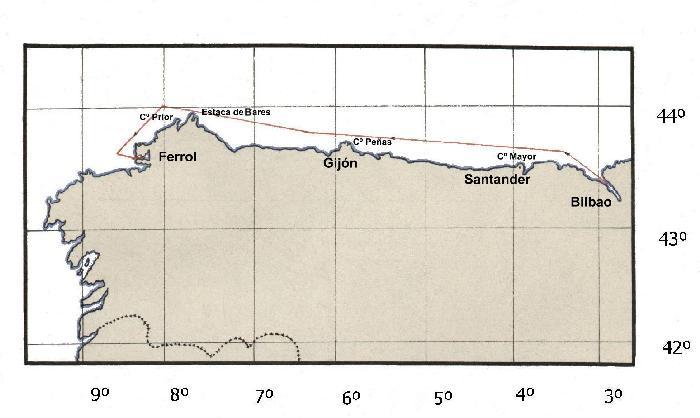 44º
Cº Prior
Estaca de Bares
Cº Peñas
Ferrol
Gijón
Cº Mayor
Santander
Bilbao
43º
42º
9º 8º 7º 6º 5º 4º 3º